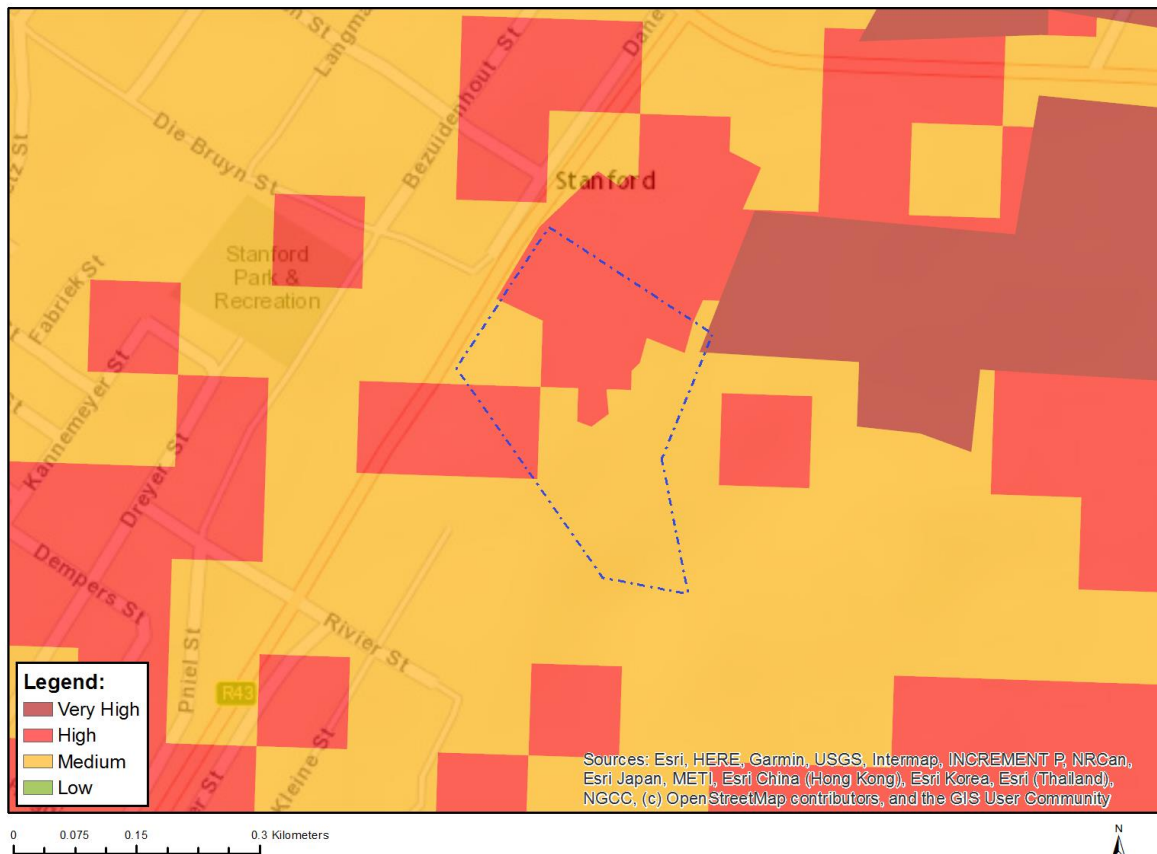 Langma
Bezuidenhout St
Dane
Die Bruyn St
Stanford
Stanford
Park &
Recreation
Fabriek St
Kannemeyer St
Dreyer St
Dempers St
Pniel St
Rivier St
R43
Kleine St
Legend:
Very High
High
Medium
Low
Sources: Esri, HERE, Garmin, USGS, Intermap, INCREMENT P, NRCan,
Esri Japan, METI, Esri China (Hong Kong), Esri Korea, Esri (Thailand),
NGCC, (c) OpenStreetMap contributors, and the GIS User Community
0 0.075 0.15 0.3 Kilometers
N